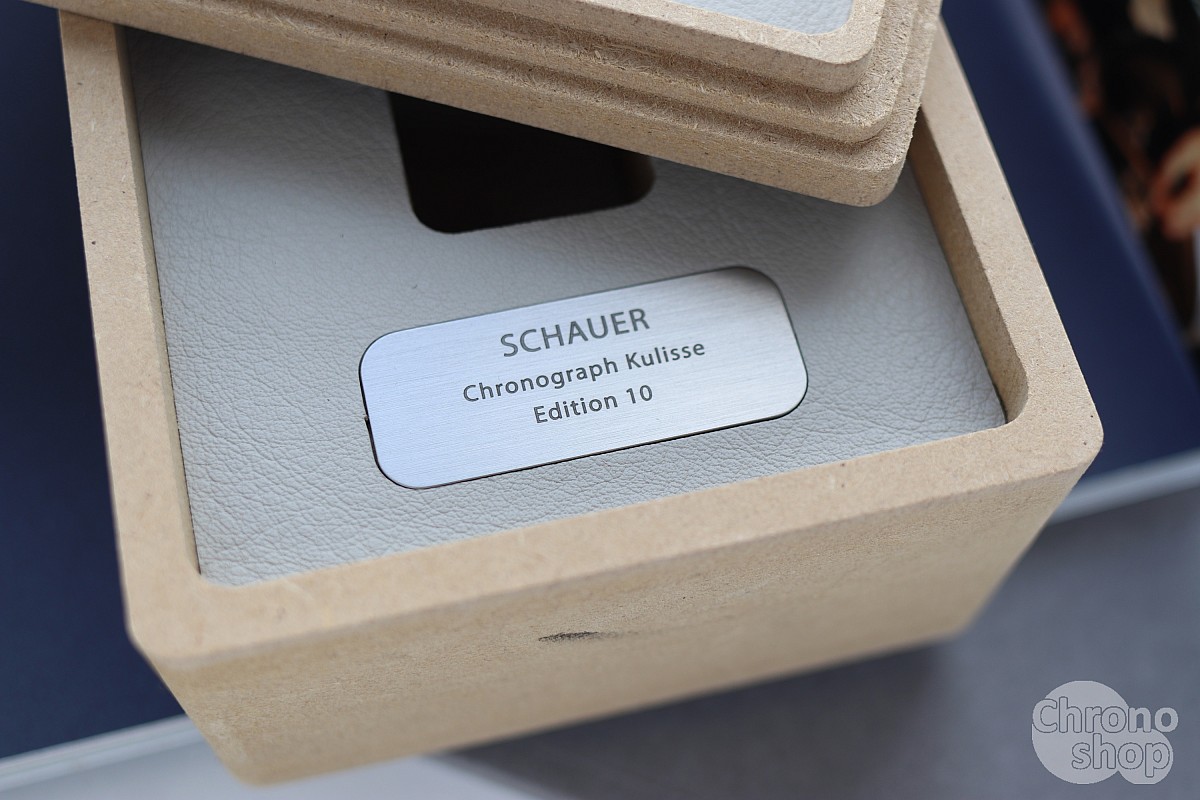 SCHAUER
Chronograph Kulisse
Edition 10
Chrono
shop